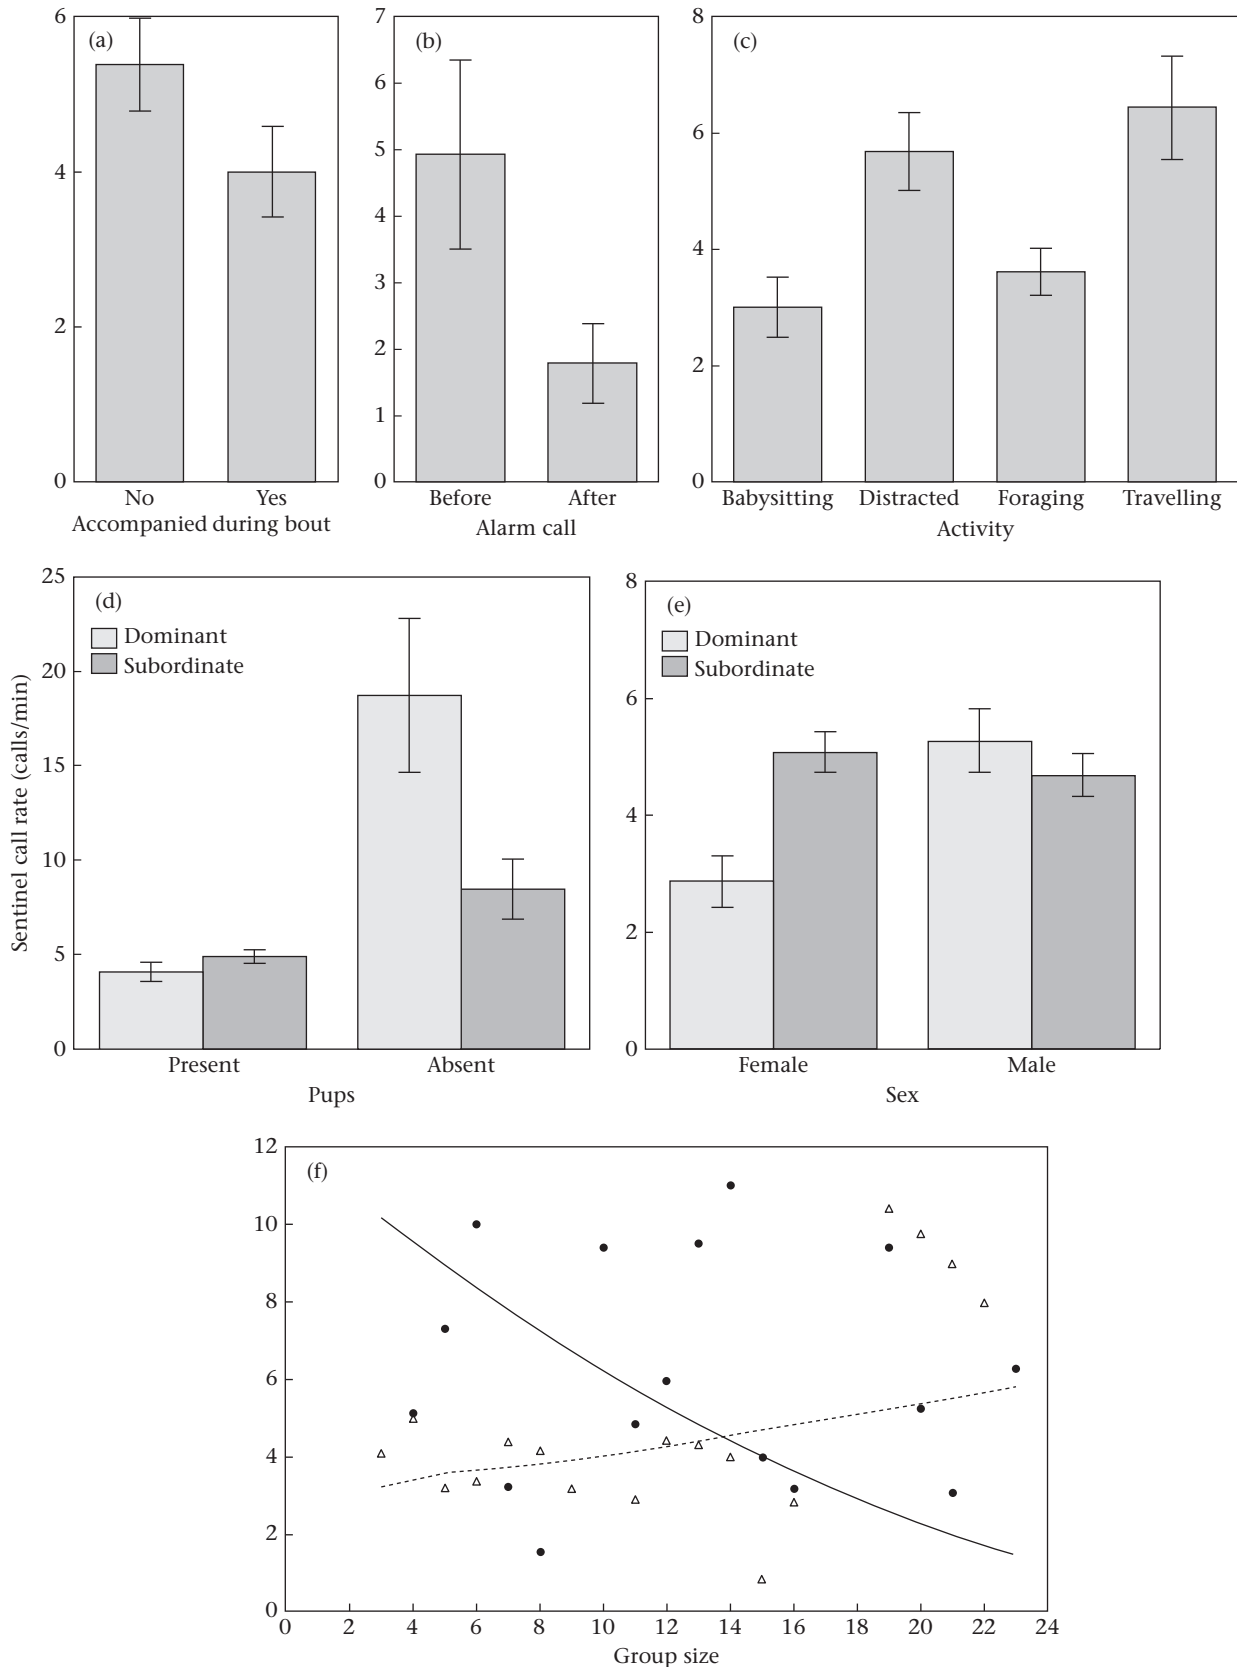 6 (a)
4
2
0
No Yes
Accompanied during bout
7 (b)
6
5
4
3
2
1
0
Before After
Alarm call
8 (c)
6
4
2
0
Babysitting Distracted Foraging Travelling
Activity
Sentinel call rate (calls/min)
25 (d)
Dominant
Subordinate
20
15
10
5
0
Present Absent
Pups
8 (e)
Dominant
Subordinate
6
4
2
0
Female Male
Sex
12 (f)
10
8
6
4
2
0
0 2 4 6 8 10 12 14 16 18 20 22 24
Group size